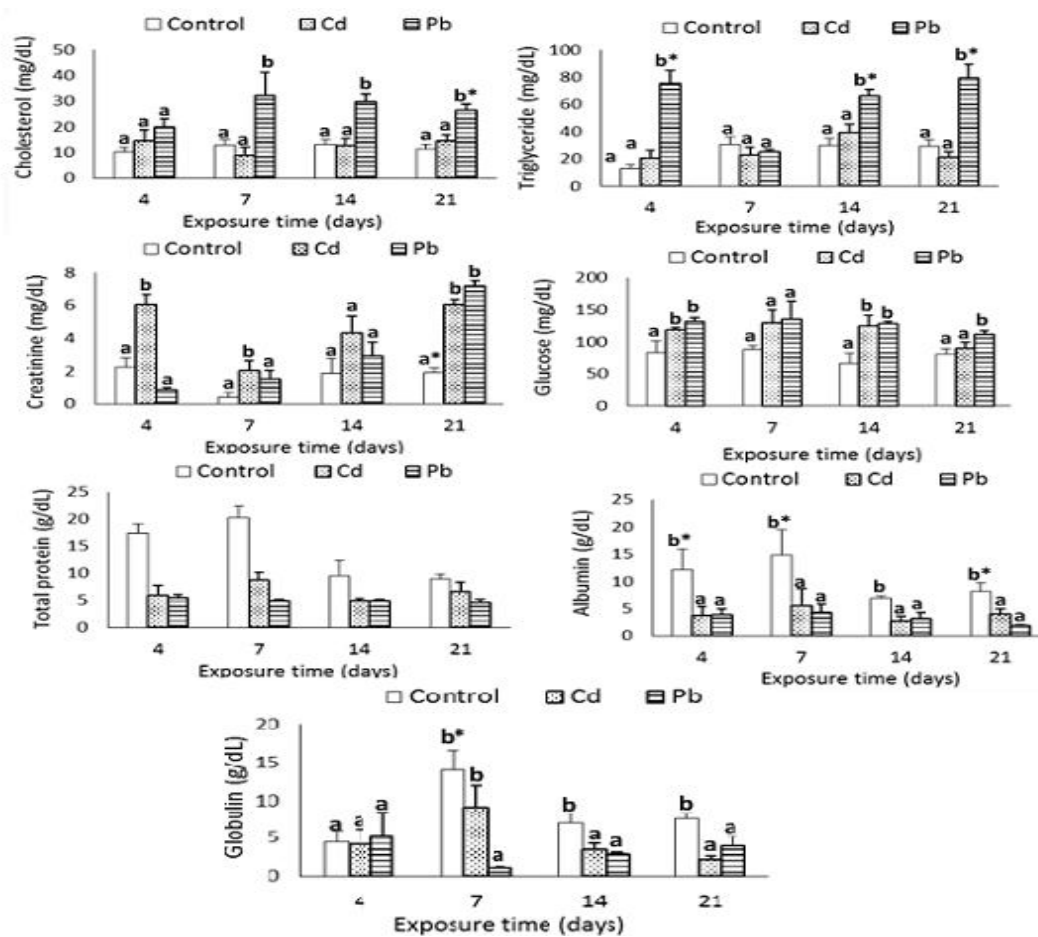 Control Cd Pb
Cholesterol (mg/dL)
50
40
30
20
10
0
a a a
a a b
a a b
a a b*
4 7 14 21
Exposure time (days)
Control Cd Pb
Triglyceride (mg/dL)
100
80
60
40
20
0
a a b*
a a a
a a b*
a a b*
4 7 14 21
Exposure time (days)
Control Cd Pb
Creatinine (mg/dL)
8
6
4
2
0
a b a
a b a
a a a
a* b b
4 7 14 21
Exposure time (days)
Control Cd Pb
Glucose (mg/dL)
200
150
100
50
0
a b b
a a a
a b b
a a b
4 7 14 21
Exposure time (days)
Control Cd Pb
Total protein (g/dL)
25
20
15
10
5
0
4 7 14 21
Exposure time (days)
Control Cd Pb
Albumin (g/dL)
25
20
15
10
5
0
b* a a
b* a a
b a a
b* a a
4 7 14 21
Exposure time (days)
Control Cd Pb
Globulin (g/dL)
20
15
10
5
0
a a a
b* b a
b a a
b a a
4 7 14 21
Exposure time (days)